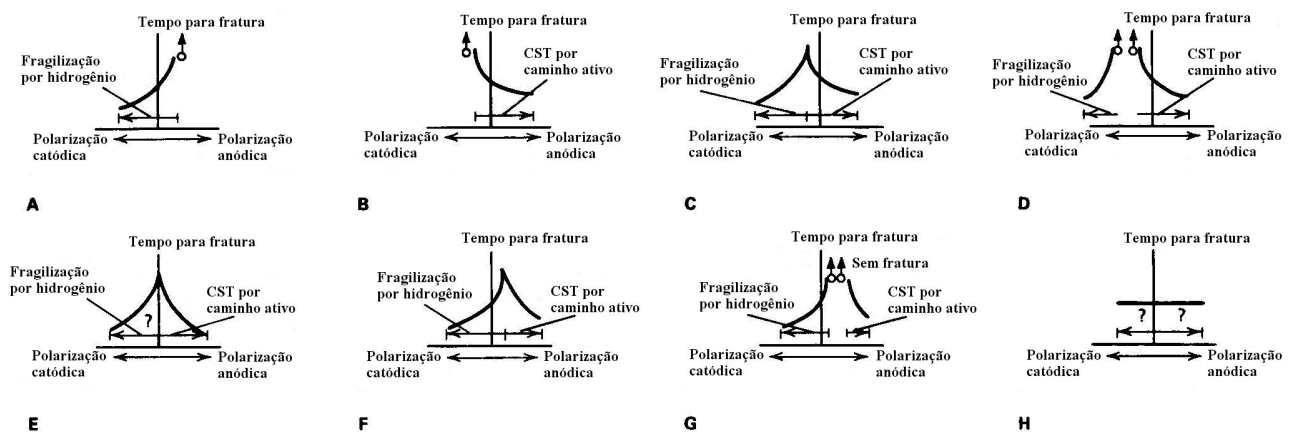 Tempo para fratura
Fragilização
por hidrogênio
Polarização
catódica
Polarização
anódica
A
Tempo para fratura
CST por
caminho ativo
Polarização
catódica
Polarização
anódica
B
Tempo para fratura
Fragilização
por hidrogênio
CST por
caminho ativo
Polarização
catódica
Polarização
anódica
C
Tempo para fratura
Fragilização
por hidrogênio
CST por
caminho ativo
Polarização
catódica
Polarização
anódica
D
Tempo para fratura
Fragilização
por hidrogênio
?
CST por
caminho ativo
Polarização
catódica
Polarização
anódica
E
Tempo para fratura
Fragilização
por hidrogênio
CST por
caminho ativo
Polarização
catódica
Polarização
anódica
F
Tempo para fratura
Sem fratura
Fragilização
por hidrogênio
CST por
caminho ativo
Polarização
catódica
Polarização
anódica
G
Tempo para fratura
? ?
Polarização
catódica
Polarização
anódica
H